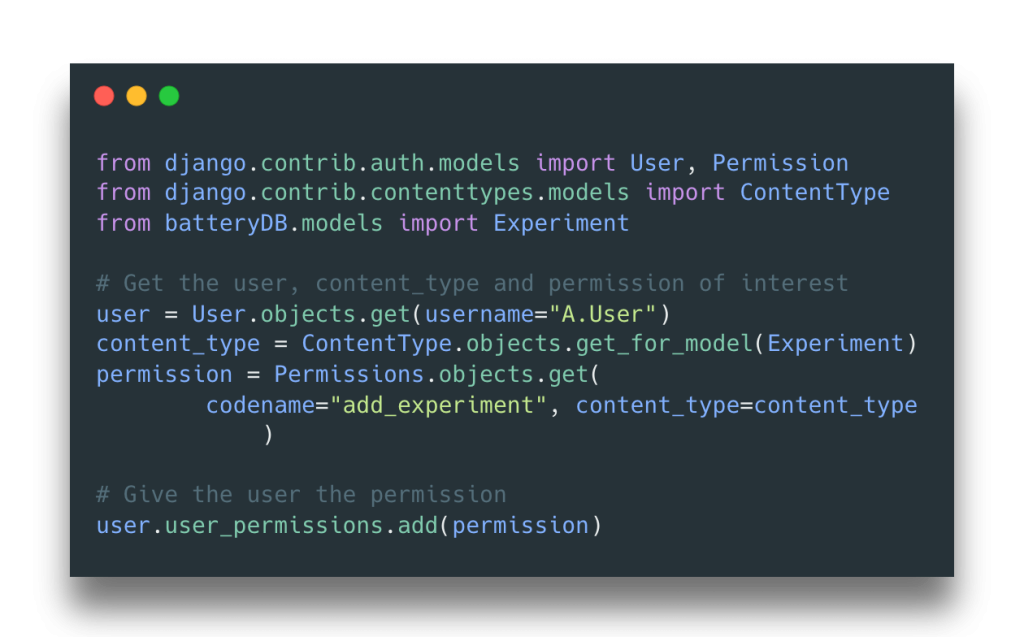 from django.contrib.auth.models import User, Permission
from django.contrib.contenttypes.models import ContentType
from batteryDB.models import Experiment
# Get the user, content_type and permission of interest
user = User.objects.get(username="A.User")
content_type = ContentType.objects.get_for_model(Experiment)
permission = Permissions.objects.get(
codename="add_experiment", content_type=content_type
)
# Give the user the permission
user.user_permissions.add(permission)